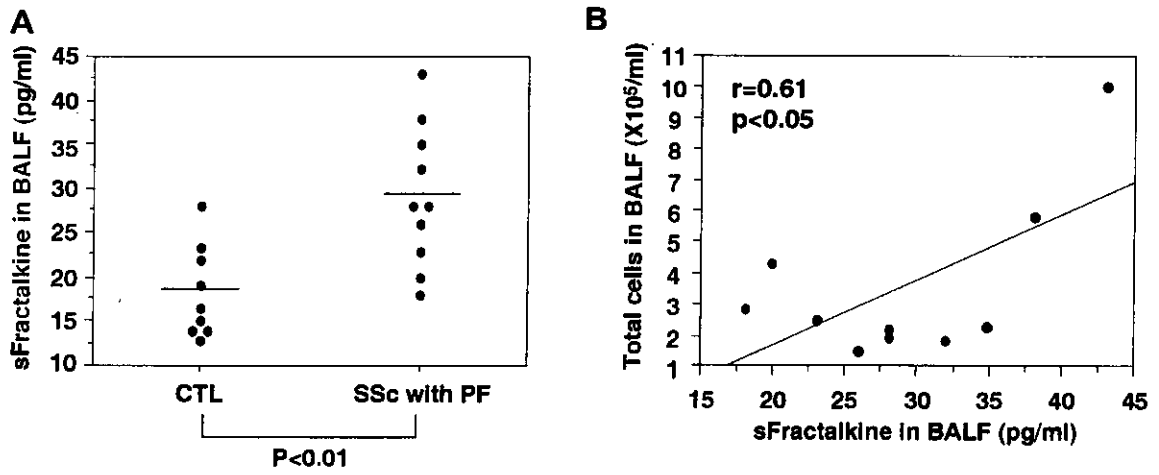 A
sFractalkine in BALF (pg/ml)
45
40
35
30
25
20
15
10
CTL
SSc with PF
P<0.01
B
Total cells in BALF (X10⁵/ml)
11
10
9
8
7
6
5
4
3
2
1
r=0.61
p<0.05
15
20
25
30
35
40
45
sFractalkine in BALF (pg/ml)